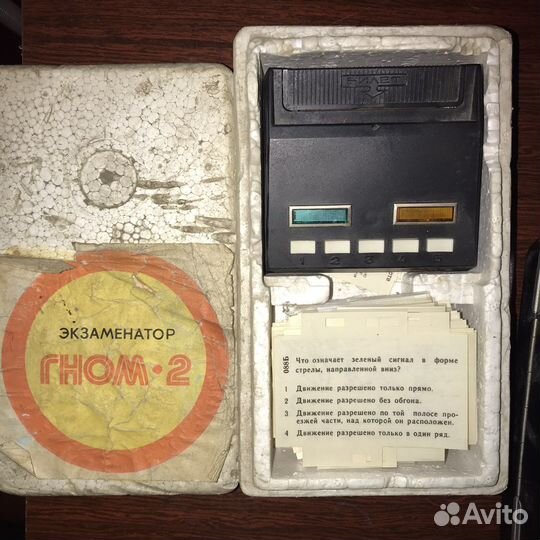 ЭКЗАМЕНАТОР
ГНОМ·2
БИЛЕТ
1 2 3 4 5
088Б
Что означает зеленый сигнал в форме
стрелы, направленной вниз?
1 Движение разрешено только прямо.
2 Движение разрешено без обгона.
3 Движение разрешено по той полосе про-
езжей части, над которой он расположен.
4 Движение разрешено только в один ряд.
Avito